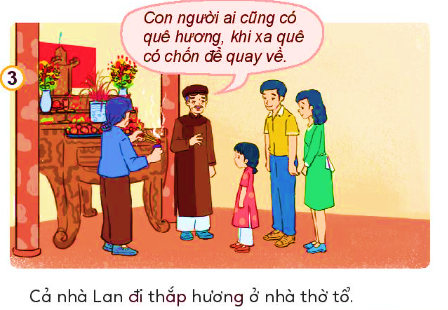 Con người ai cũng có
quê hương, khi xa quê
có chốn để quay về.
3
Cả nhà Lan đi thắp hương ở nhà thờ tổ.